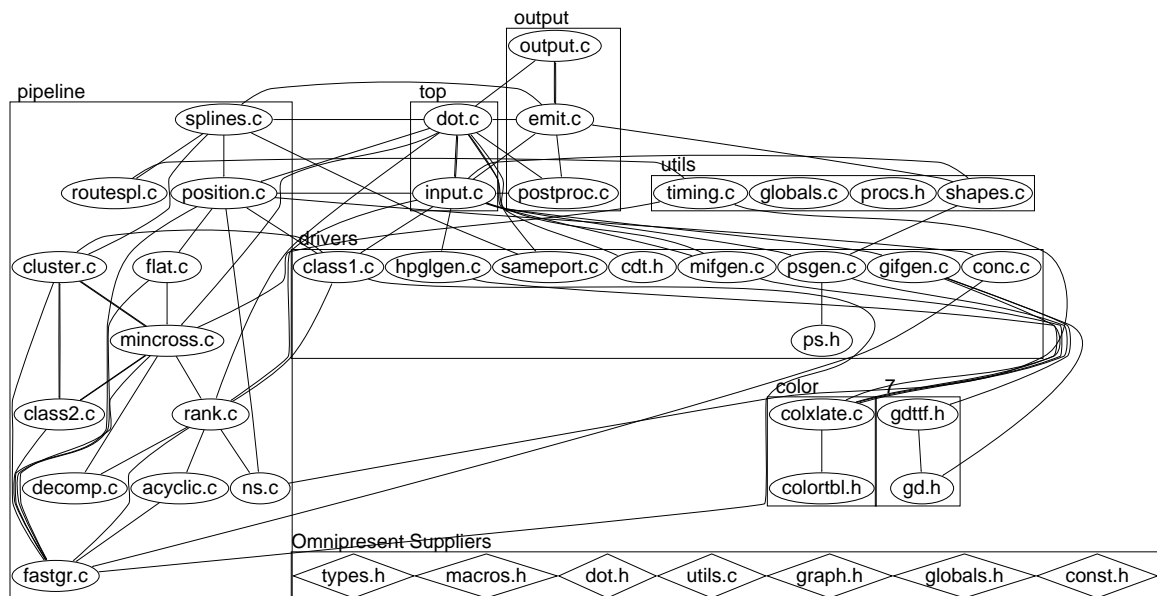 output
output.c
pipeline
top
splines.c
dot.c
emit.c
utils
routespl.c
position.c
input.c
postproc.c
timing.c
globals.c
procs.h
shapes.c
drivers
cluster.c
flat.c
class1.c
hpglgen.c
sameport.c
cdt.h
mifgen.c
psgen.c
gifgen.c
conc.c
mincross.c
ps.h
color
7
class2.c
rank.c
colxlate.c
gdttf.h
decomp.c
acyclic.c
ns.c
colortbl.h
gd.h
Omnipresent Suppliers
fastgr.c
types.h
macros.h
dot.h
utils.c
graph.h
globals.h
const.h